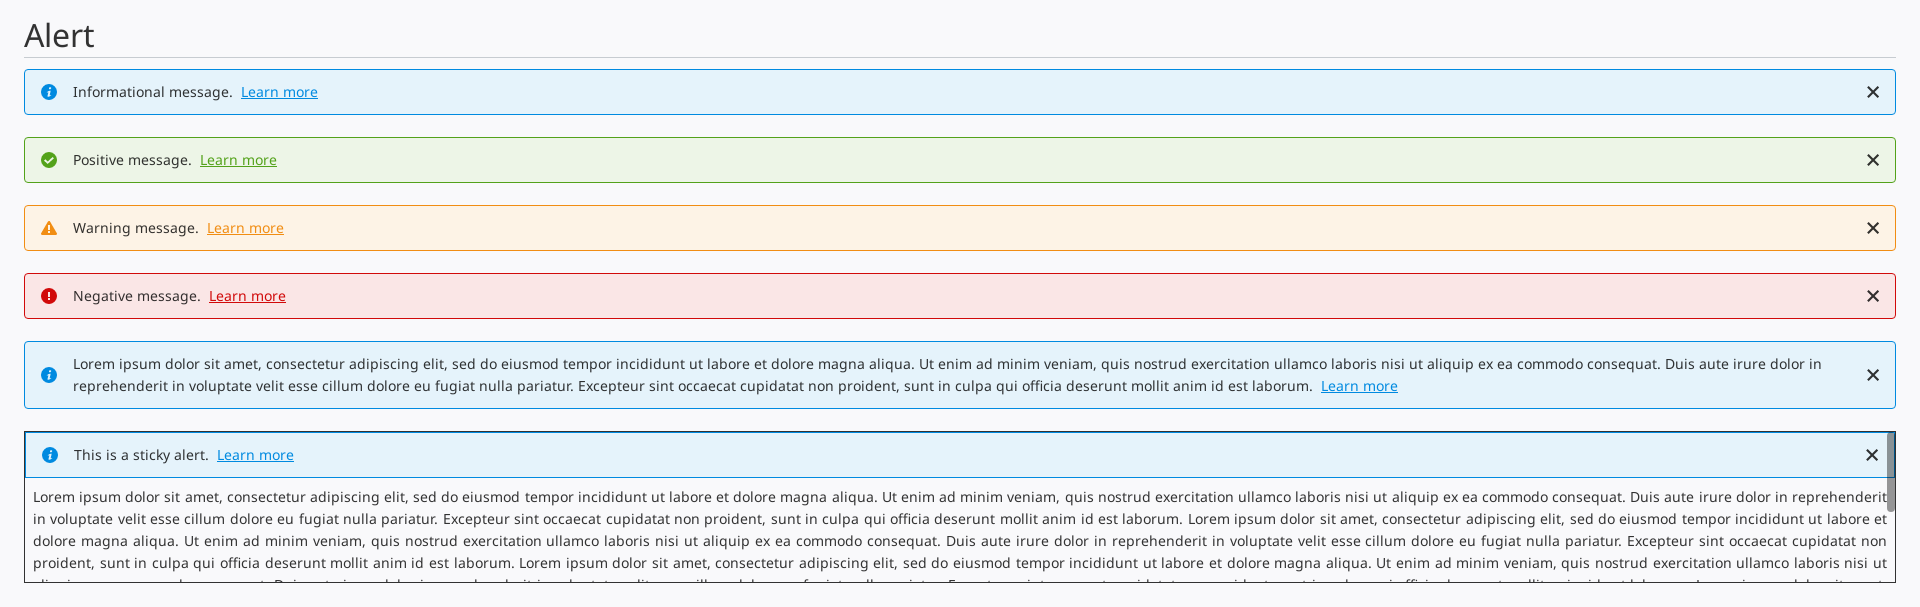 Alert
Informational message. Learn more
Positive message. Learn more
Warning message. Learn more
Negative message. Learn more
Lorem ipsum dolor sit amet, consectetur adipiscing elit, sed do eiusmod tempor incididunt ut labore et dolore magna aliqua. Ut enim ad minim veniam, quis nostrud exercitation ullamco laboris nisi ut aliquip ex ea commodo consequat. Duis aute irure dolor in
reprehenderit in voluptate velit esse cillum dolore eu fugiat nulla pariatur. Excepteur sint occaecat cupidatat non proident, sunt in culpa qui officia deserunt mollit anim id est laborum. Learn more
This is a sticky alert. Learn more
Lorem ipsum dolor sit amet, consectetur adipiscing elit, sed do eiusmod tempor incididunt ut labore et dolore magna aliqua. Ut enim ad minim veniam, quis nostrud exercitation ullamco laboris nisi ut aliquip ex ea commodo consequat. Duis aute irure dolor in reprehenderit
in voluptate velit esse cillum dolore eu fugiat nulla pariatur. Excepteur sint occaecat cupidatat non proident, sunt in culpa qui officia deserunt mollit anim id est laborum. Lorem ipsum dolor sit amet, consectetur adipiscing elit, sed do eiusmod tempor incididunt ut labore et
dolore magna aliqua. Ut enim ad minim veniam, quis nostrud exercitation ullamco laboris nisi ut aliquip ex ea commodo consequat. Duis aute irure dolor in reprehenderit in voluptate velit esse cillum dolore eu fugiat nulla pariatur. Excepteur sint occaecat cupidatat non
proident, sunt in culpa qui officia deserunt mollit anim id est laborum. Lorem ipsum dolor sit amet, consectetur adipiscing elit, sed do eiusmod tempor incididunt ut labore et dolore magna aliqua. Ut enim ad minim veniam, quis nostrud exercitation ullamco laboris nisi ut